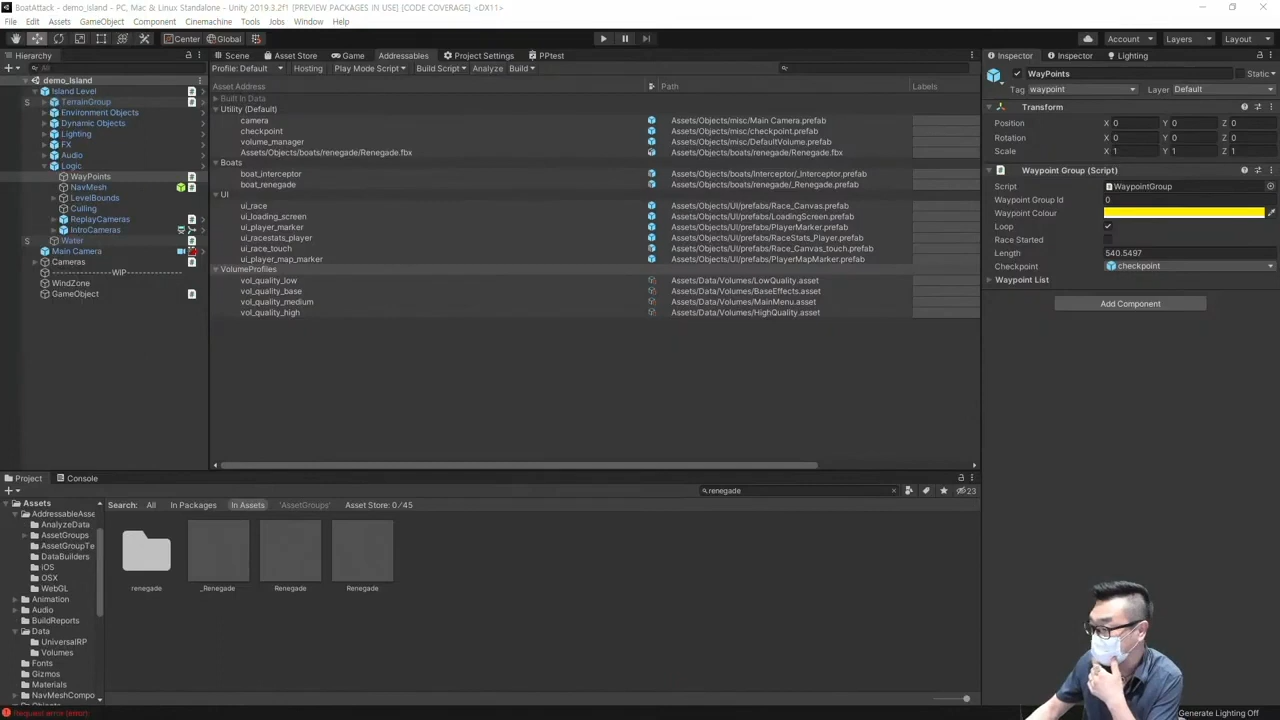 BoatAttack - demo_island - PC, Mac & Linux Standalone - Unity 2019.3.2f1 [PREVIEW PACKAGES IN USE] [CODE COVERAGE] <DX11>
File Edit Assets GameObject Component Cinemachine Tools Jobs Window Help
Center Global Account Layers Layout
Hierarchy
All
demo_Island
Island Level
TerrainGroup
Environment Objects
Dynamic Objects
Lighting
FX
Audio
Logic
WayPoints
NavMesh
LevelBounds
Culling
ReplayCameras
IntroCameras
Water
Main Camera
Cameras
------------------WIP------------------
WindZone
GameObject
Scene Asset Store Game Addressables Project Settings PPtest
Profile: Default Hosting Play Mode Script Build Script Analyze Build
Asset Address Path Labels
Built In Data
Utility (Default)
camera Assets/Objects/misc/Main Camera.prefab
checkpoint Assets/Objects/misc/checkpoint.prefab
volume_manager Assets/Objects/misc/DefaultVolume.prefab
Assets/Objects/boats/renegade/Renegade.fbx Assets/Objects/boats/renegade/Renegade.fbx
Boats
boat_interceptor Assets/Objects/boats/Interceptor/_Interceptor.prefab
boat_renegade Assets/Objects/boats/renegade/_Renegade.prefab
UI
ui_race Assets/Objects/UI/prefabs/Race_Canvas.prefab
ui_loading_screen Assets/Objects/UI/prefabs/LoadingScreen.prefab
ui_player_marker Assets/Objects/UI/prefabs/PlayerMarker.prefab
ui_racestats_player Assets/Objects/UI/prefabs/RaceStats_Player.prefab
ui_race_touch Assets/Objects/UI/prefabs/Race_Canvas_touch.prefab
ui_player_map_marker Assets/Objects/UI/prefabs/PlayerMapMarker.prefab
VolumeProfiles
vol_quality_low Assets/Data/Volumes/LowQuality.asset
vol_quality_base Assets/Data/Volumes/BaseEffects.asset
vol_quality_medium Assets/Data/Volumes/MainMenu.asset
vol_quality_high Assets/Data/Volumes/HighQuality.asset
Inspector Inspector Lighting
WayPoints Static
Tag waypoint Layer Default
Transform
Position X 0 Y 0 Z 0
Rotation X 0 Y 0 Z 0
Scale X 1 Y 1 Z 1
Waypoint Group (Script)
Script WaypointGroup
Waypoint Group Id 0
Waypoint Colour
Loop
Race Started
Length 540.5497
Checkpoint checkpoint
Waypoint List
Add Component
Project Console
renegade 23
Search: All In Packages In Assets 'AssetGroups' Asset Store: 0/45
Assets
AddressableAsse
AnalyzeData
AssetGroups
AssetGroupTe
DataBuilders
iOS
OSX
WebGL
Animation
Audio
BuildReports
Data
UniversalRP
Volumes
Fonts
Gizmos
Materials
NavMeshCompo
renegade _Renegade Renegade Renegade
Request error (error):
Generate Lighting Off